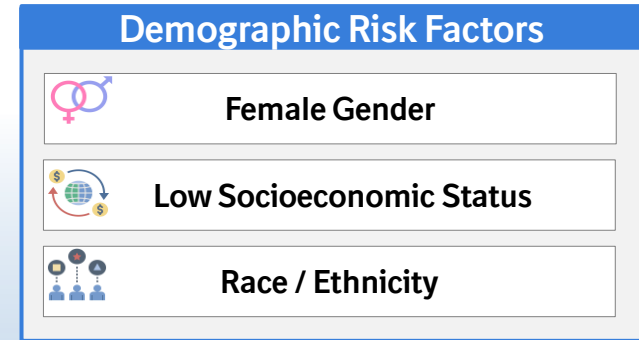 Demographic Risk Factors
Female Gender
Low Socioeconomic Status
Race / Ethnicity